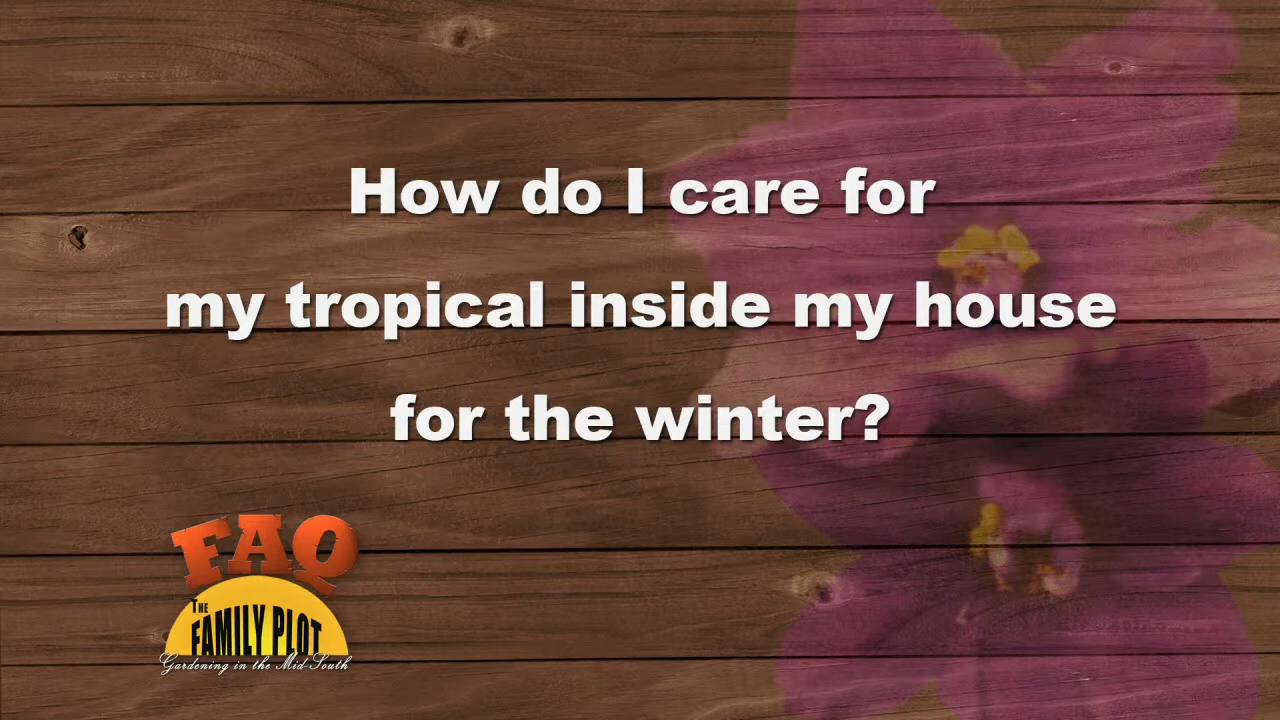 How do I care for
my tropical inside my house
for the winter?
FAQ
THE
FAMILY PLOT
Gardening in the Mid-South